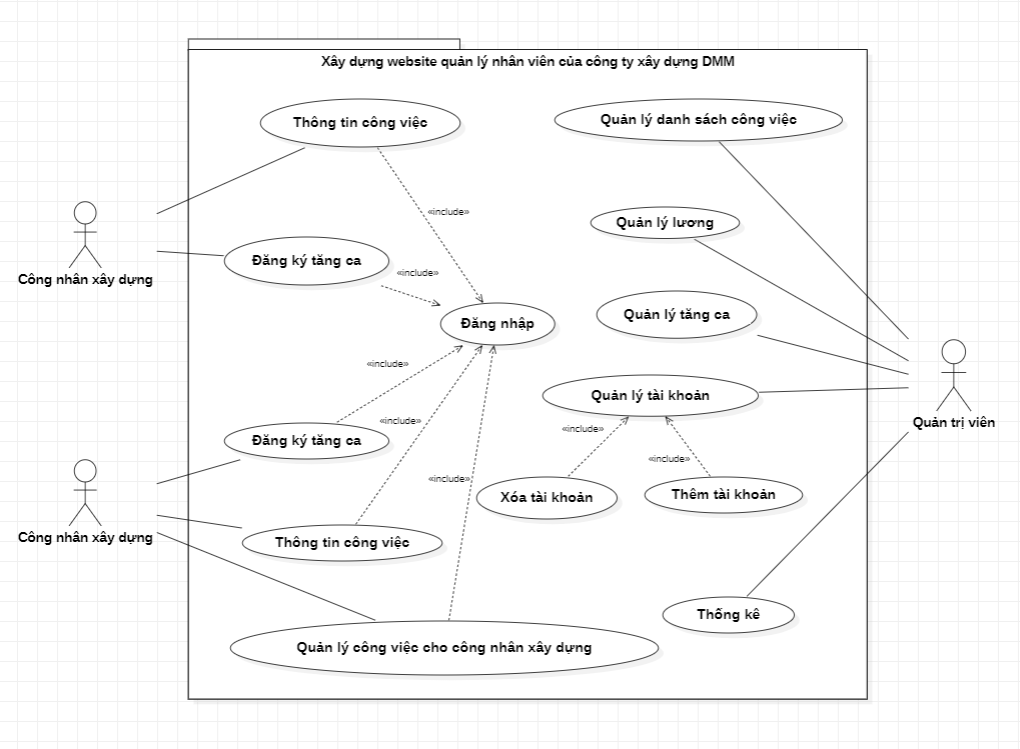 Xây dựng website quản lý nhân viên của công ty xây dựng DMM
Thông tin công việc
Quản lý danh sách công việc
«include»
Quản lý lương
Công nhân xây dựng
Đăng ký tăng ca
«include»
Đăng nhập
Quản lý tăng ca
«include»
Quản lý tài khoản
Quản trị viên
«include»
«include»
Đăng ký tăng ca
«include»
«include»
Xóa tài khoản
Thêm tài khoản
Công nhân xây dựng
Thông tin công việc
Thống kê
Quản lý công việc cho công nhân xây dựng
«include»